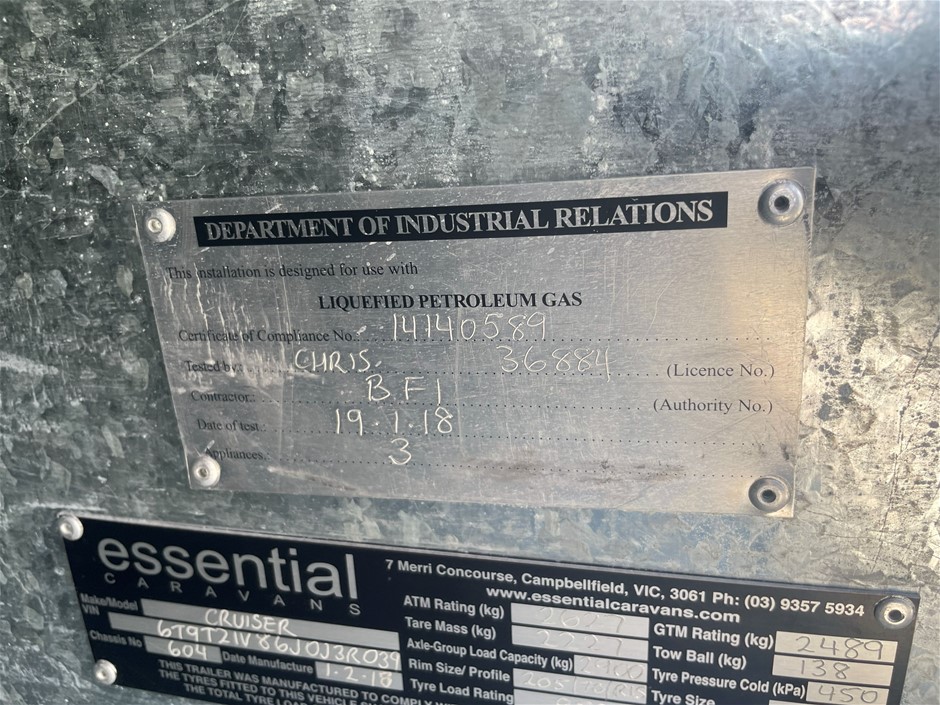 DEPARTMENT OF INDUSTRIAL RELATIONS
This installation is designed for use with
LIQUEFIED PETROLEUM GAS
Certificate of Compliance No.: 14140589
Tested by: CHRIS. 36884 (Licence No.)
Contractor: BFI (Authority No.)
Date of test: 19.1.18
Appliances. 3
essential
CARAVANS
7 Merri Concourse, Campbellfield, VIC, 3061 Ph: (03) 9357 5934
www.essentialcaravans.com
Make/Model CRUISER
VIN 6T9T21V86J0J3R039
Chassis No 604 Date Manufacture 1-2-18
THIS TRAILER WAS MANUFACTURED TO COMPLY
THE TYRES FITTED TO THIS VEHICLE
THE TOTAL TYRE
ATM Rating (kg) 2627
Tare Mass (kg) 2227
Axle-Group Load Capacity (kg)
Rim Size/ Profile
Tyre Load Rating
GTM Rating (kg) 2489
Tow Ball (kg) 138
Tyre Pressure Cold (kPa) 450
Tyre Size